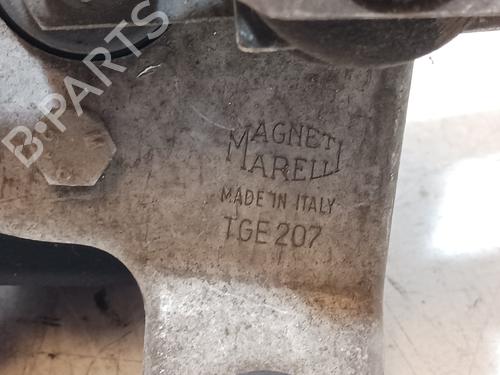 B-PARTS
MAGNETI
MARELLI
MADE IN ITALY
TGE 207